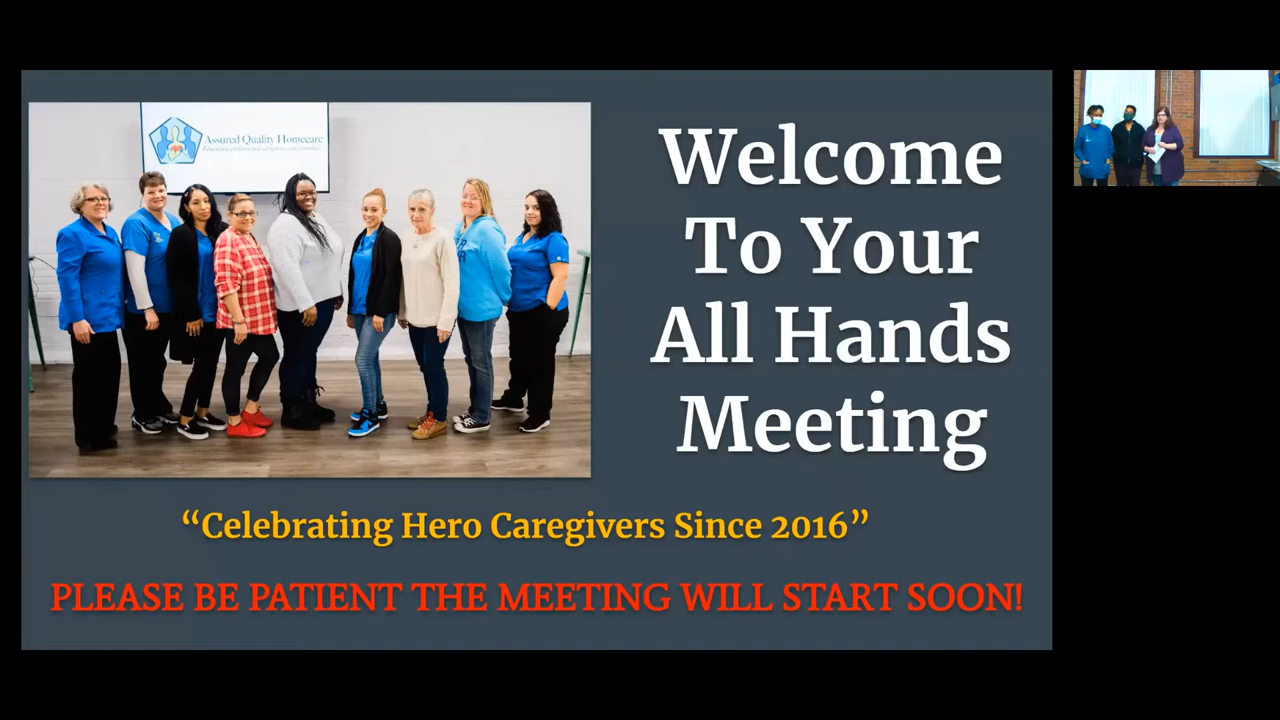 Assured Quality Homecare
Welcome
To Your
All Hands
Meeting
“Celebrating Hero Caregivers Since 2016”
PLEASE BE PATIENT THE MEETING WILL START SOON!